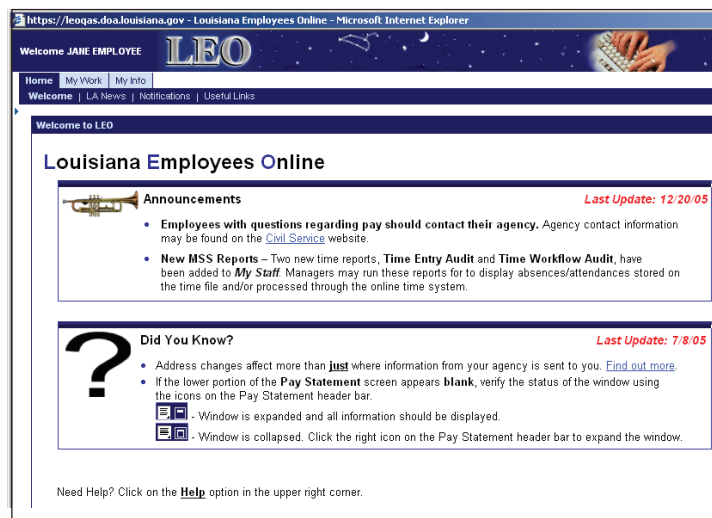 https://leoqas.doa.louisiana.gov - Louisiana Employees Online - Microsoft Internet Explorer
Welcome JANE EMPLOYEE
LEO
Home My Work My Info
Welcome | LA News | Notifications | Useful Links
Welcome to LEO
Louisiana Employees Online
Announcements Last Update: 12/20/05
• Employees with questions regarding pay should contact their agency. Agency contact information
may be found on the Civil Service website.
• New MSS Reports – Two new time reports, Time Entry Audit and Time Workflow Audit, have
been added to My Staff. Managers may run these reports for to display absences/attendances stored on
the time file and/or processed through the online time system.
?
Did You Know? Last Update: 7/8/05
• Address changes affect more than just where information from your agency is sent to you. Find out more.
• If the lower portion of the Pay Statement screen appears blank, verify the status of the window using
the icons on the Pay Statement header bar.
- Window is expanded and all information should be displayed.
- Window is collapsed. Click the right icon on the Pay Statement header bar to expand the window.
Need Help? Click on the Help option in the upper right corner.